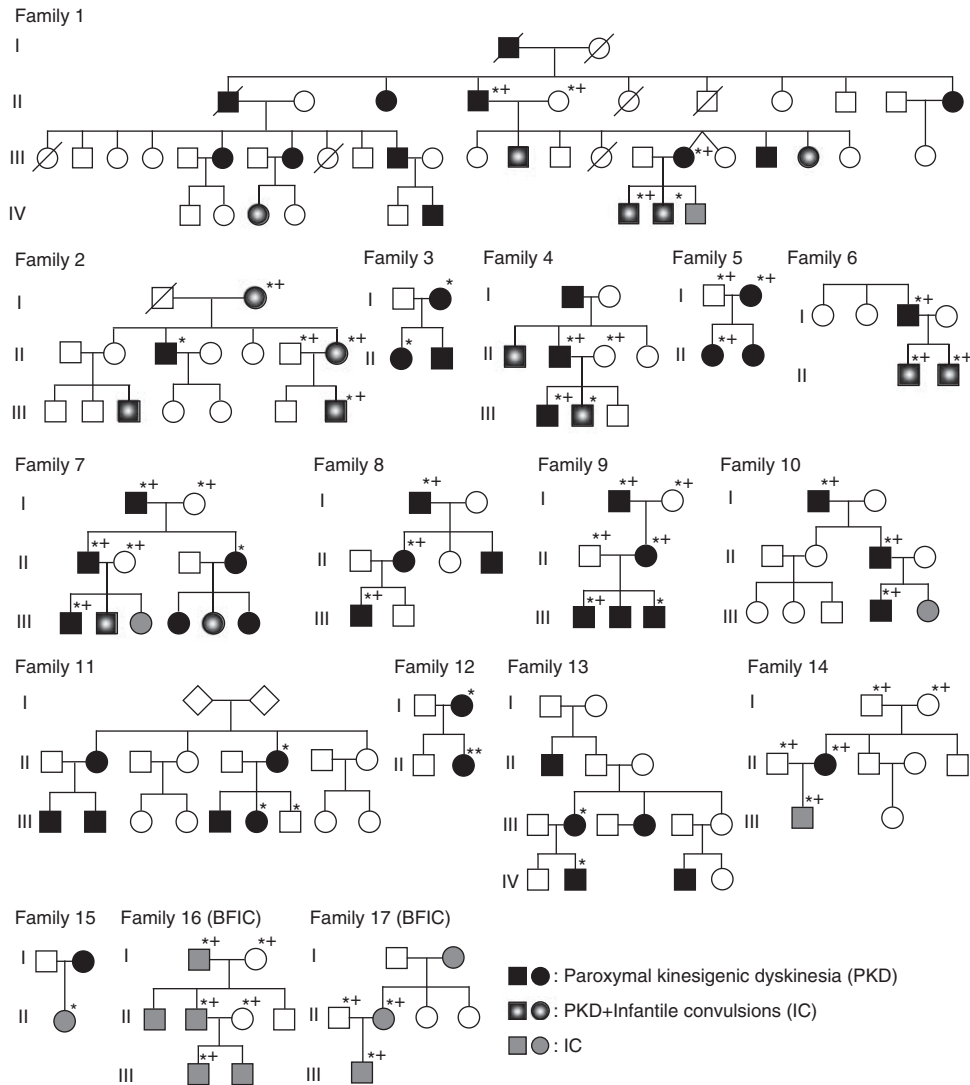 Family 1
I
*+ *+
II
III
*+
*+ *
IV
Family 2 Family 3 Family 4 Family 5 Family 6
*+ * *+ *+
I I I I I *+
* *+ *+ * *+ *+ *+
II II II II II *+ *+
*+ *+ *
III III
Family 7 Family 8 Family 9 Family 10
*+ *+ *+ *+ *+ *+
I I I I
*+ *+ * *+ *+ *+ *+
II II II II
*+ *+ *+ * *+
III III III III
Family 11 Family 12 Family 13 Family 14
I I * I I *+ *+
* ** *+ *+
II II II II
* * * *+
III III III
*
IV
Family 15 Family 16 (BFIC) Family 17 (BFIC)
*+ *+
I I I
: Paroxymal kinesigenic dyskinesia (PKD)
* *+ *+ *+ *+
II II II : PKD+Infantile convulsions (IC)
*+ *+
III III : IC